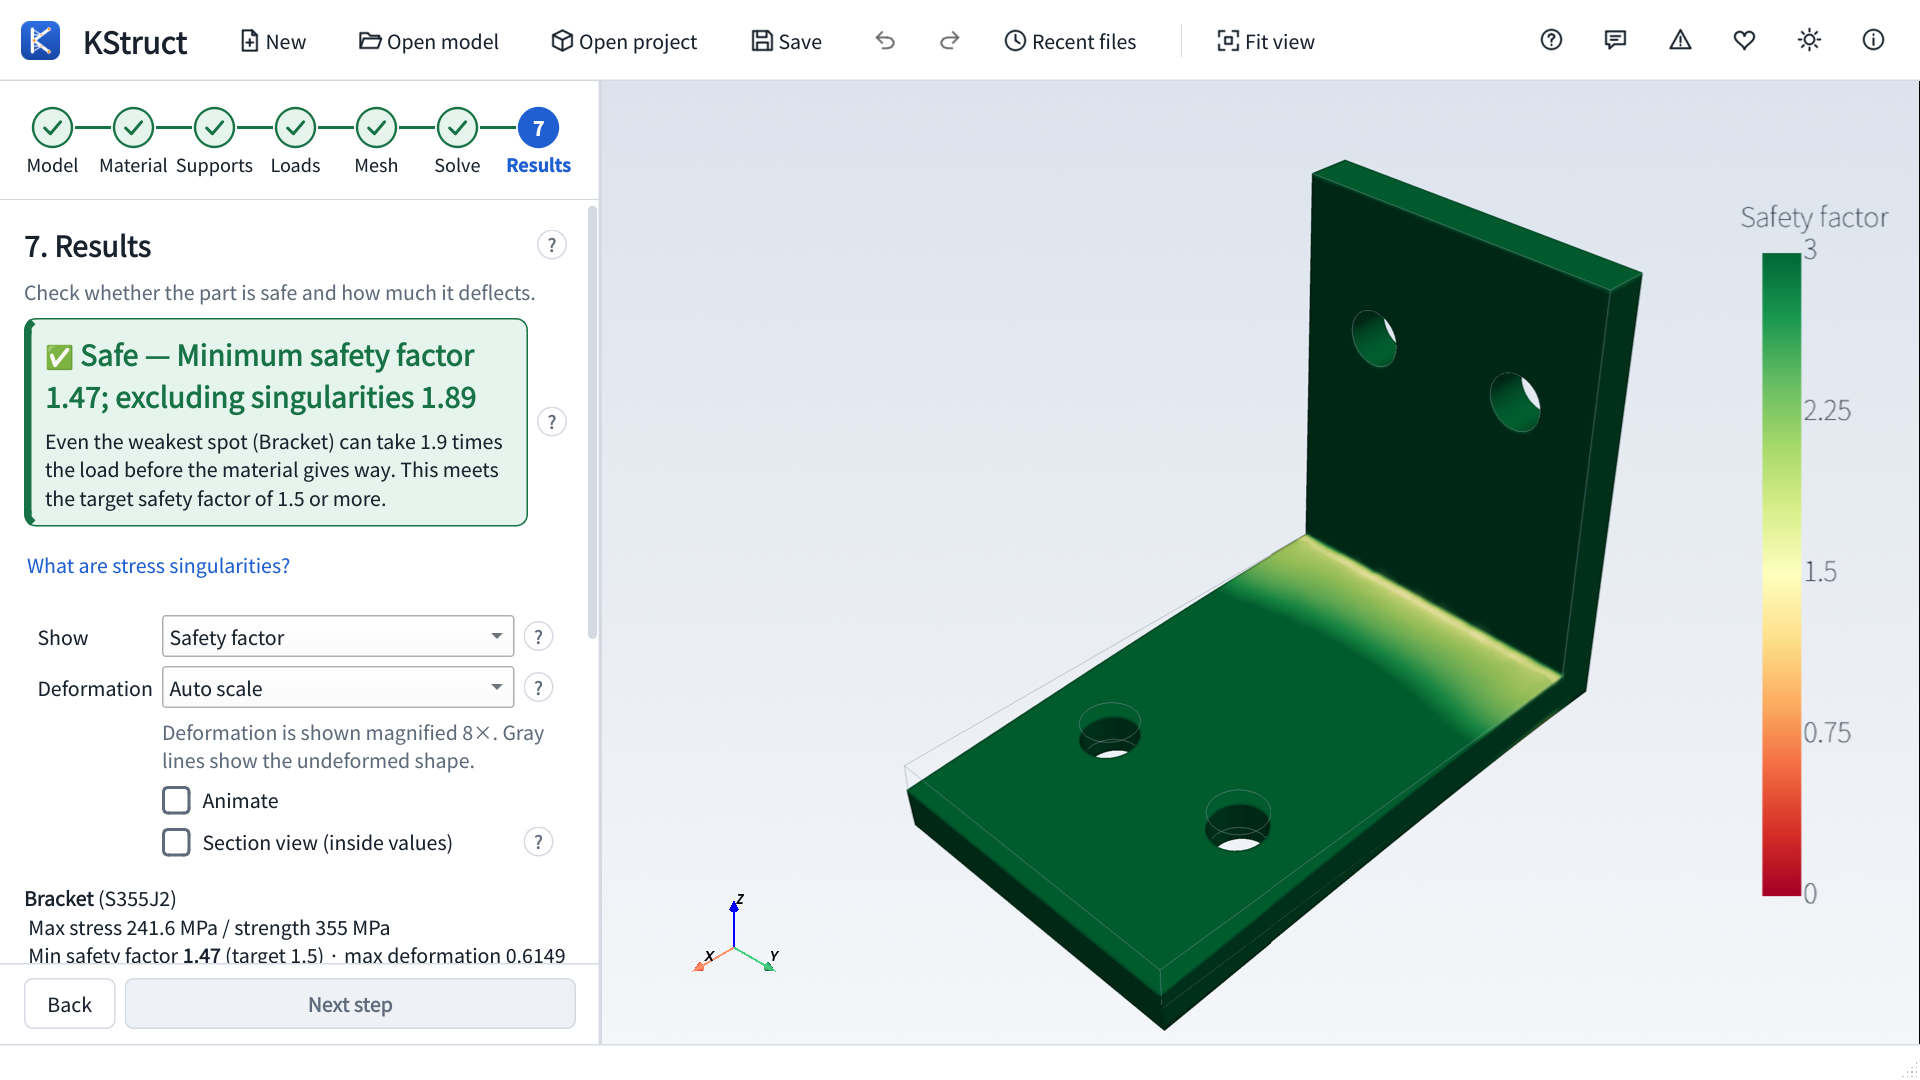 KStruct
New
Open model
Open project
Save
Recent files
Fit view
7
Model
Material
Supports
Loads
Mesh
Solve
Results
7. Results
?
Check whether the part is safe and how much it deflects.
✅ Safe — Minimum safety factor
1.47; excluding singularities 1.89
Even the weakest spot (Bracket) can take 1.9 times
the load before the material gives way. This meets
the target safety factor of 1.5 or more.
?
What are stress singularities?
Show
Safety factor
?
Deformation
Auto scale
?
Deformation is shown magnified 8×. Gray
lines show the undeformed shape.
Animate
Section view (inside values)
?
Bracket (S355J2)
Max stress 241.6 MPa / strength 355 MPa
Min safety factor 1.47 (target 1.5) · max deformation 0.6149
Back
Next step
Safety factor
3
2.25
1.5
0.75
0
Z
X
Y